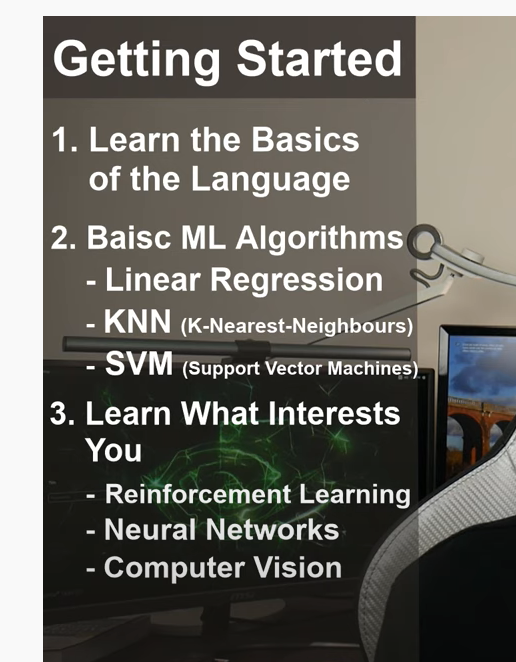 Getting Started
1. Learn the Basics
of the Language
2. Baisc ML Algorithms
- Linear Regression
- KNN (K-Nearest-Neighbours)
- SVM (Support Vector Machines)
3. Learn What Interests
You
- Reinforcement Learning
- Neural Networks
- Computer Vision